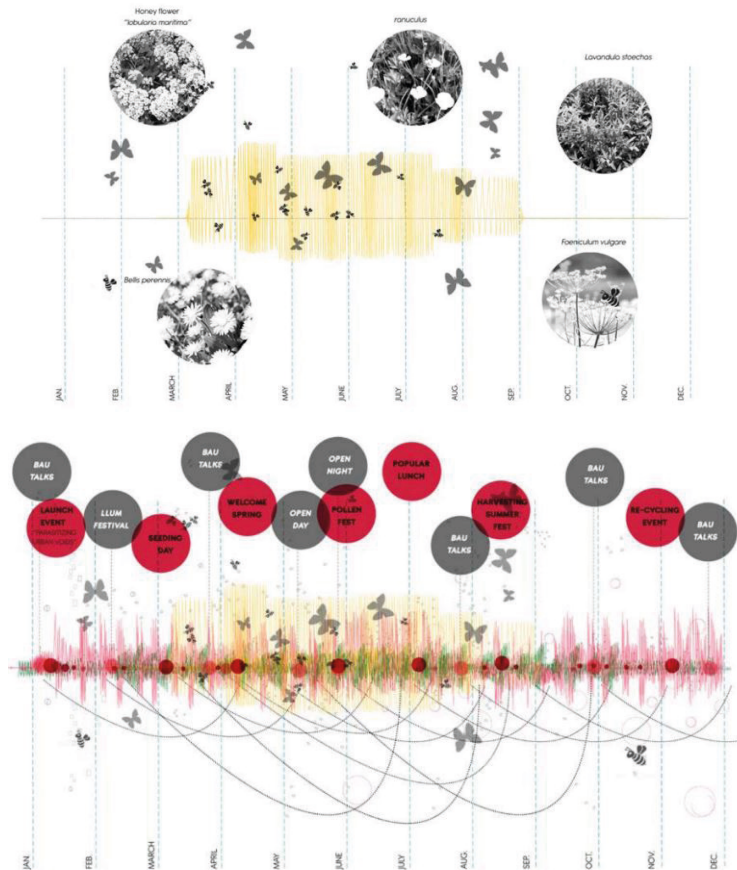 Honey flower
"lobularia maritima"
ranuculus
Lavandula stoechas
Bellis perennis
Foeniculum vulgare
JAN.
FEB.
MARCH
APRIL
MAY
JUNE
JULY
AUG.
SEP.
OCT.
NOV.
DEC.
BAU
TALKS
LAUNCH
EVENT
URBAN VOIDS"
LLUM
FESTIVAL
SEEDING
DAY
BAU
TALKS
WELCOME
SPRING
OPEN
DAY
OPEN
NIGHT
POLLEN
FEST
POPULAR
LUNCH
BAU
TALKS
HARVESTING
SUMMER
FEST
BAU
TALKS
RE-CYCLING
EVENT
BAU
TALKS
JAN.
FEB.
MARCH
APRIL
MAY
JUNE
JULY
AUG.
SEP.
OCT.
NOV.
DEC.